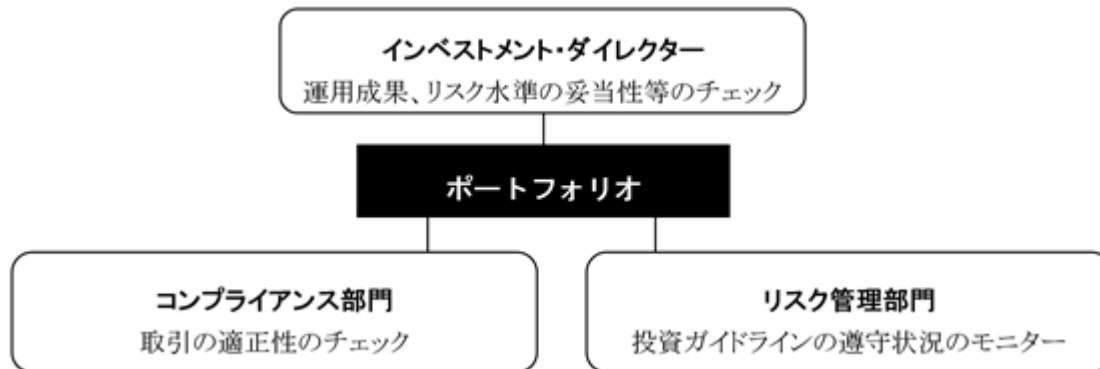 インベストメント・ダイレクター
運用成果、リスク水準の妥当性等のチェック
ポートフォリオ
コンプライアンス部門
取引の適正性のチェック
リスク管理部門
投資ガイドラインの遵守状況のモニター